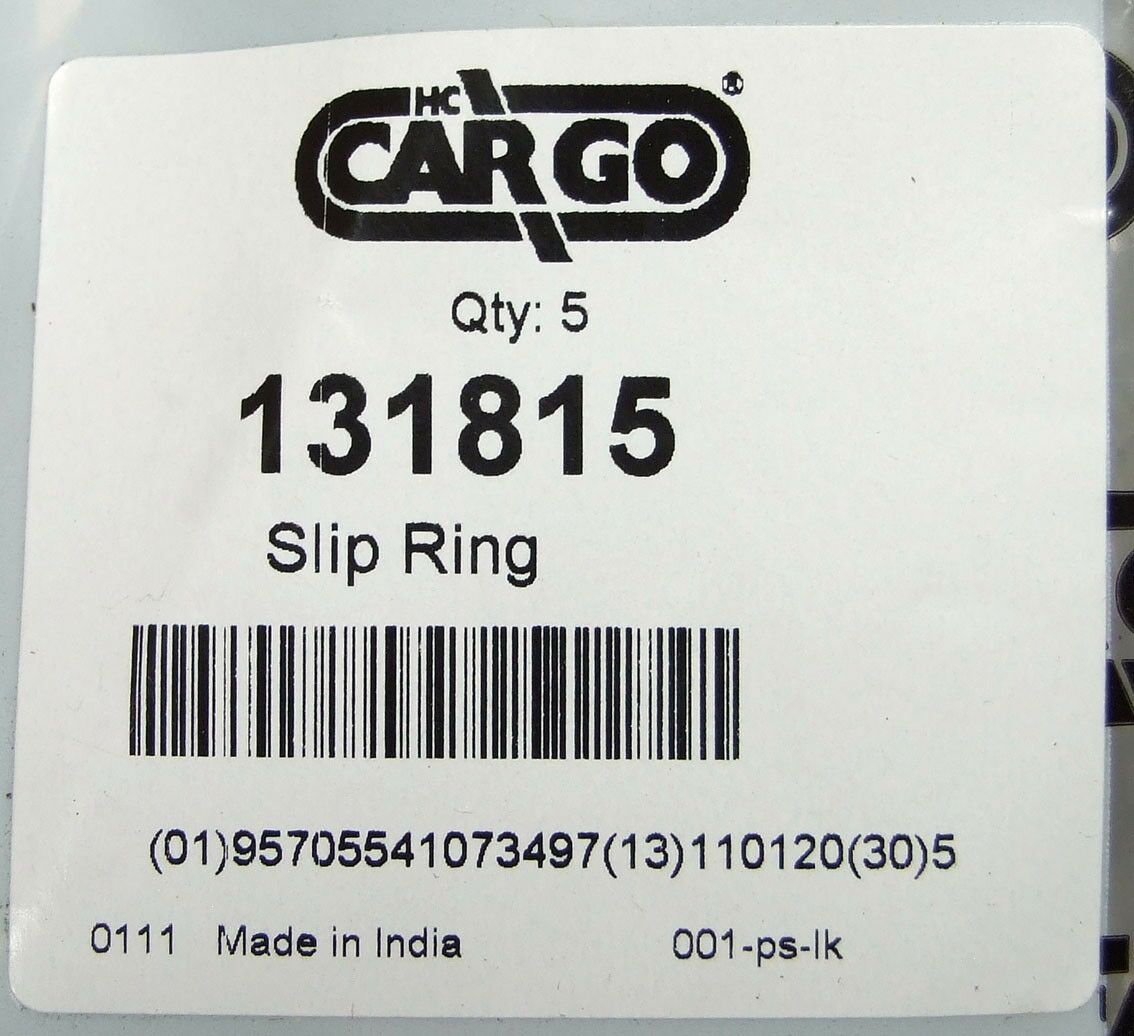 HC
CARGO®
Qty: 5
131815
Slip Ring
(01)95705541073497(13)110120(30)5
0111 Made in India 001-ps-lk